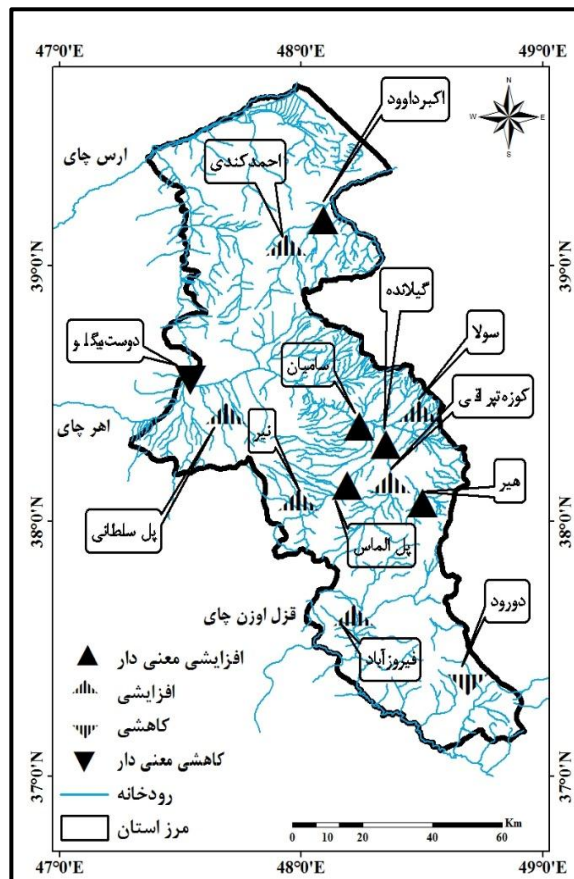 47°0'E 48°0'E 49°0'E
N
W E
S
اکبرداوود
ارس چای
احمدکندی
39°0'N 39°0'N
گیلانده
سولا
دوست‌بیگلو
سامیان
کوزه‌تپراقی
اهر چای
نیر
هیر
38°0'N 38°0'N
پل سلطانی
پل الماس
قزل اوزن چای
دورود
فیروزآباد
افزایشی معنی دار
افزایشی
کاهشی
کاهشی معنی دار
رودخانه
مرز استان
37°0'N 37°0'N
Km
0 10 20 40 60
47°0'E 48°0'E 49°0'E